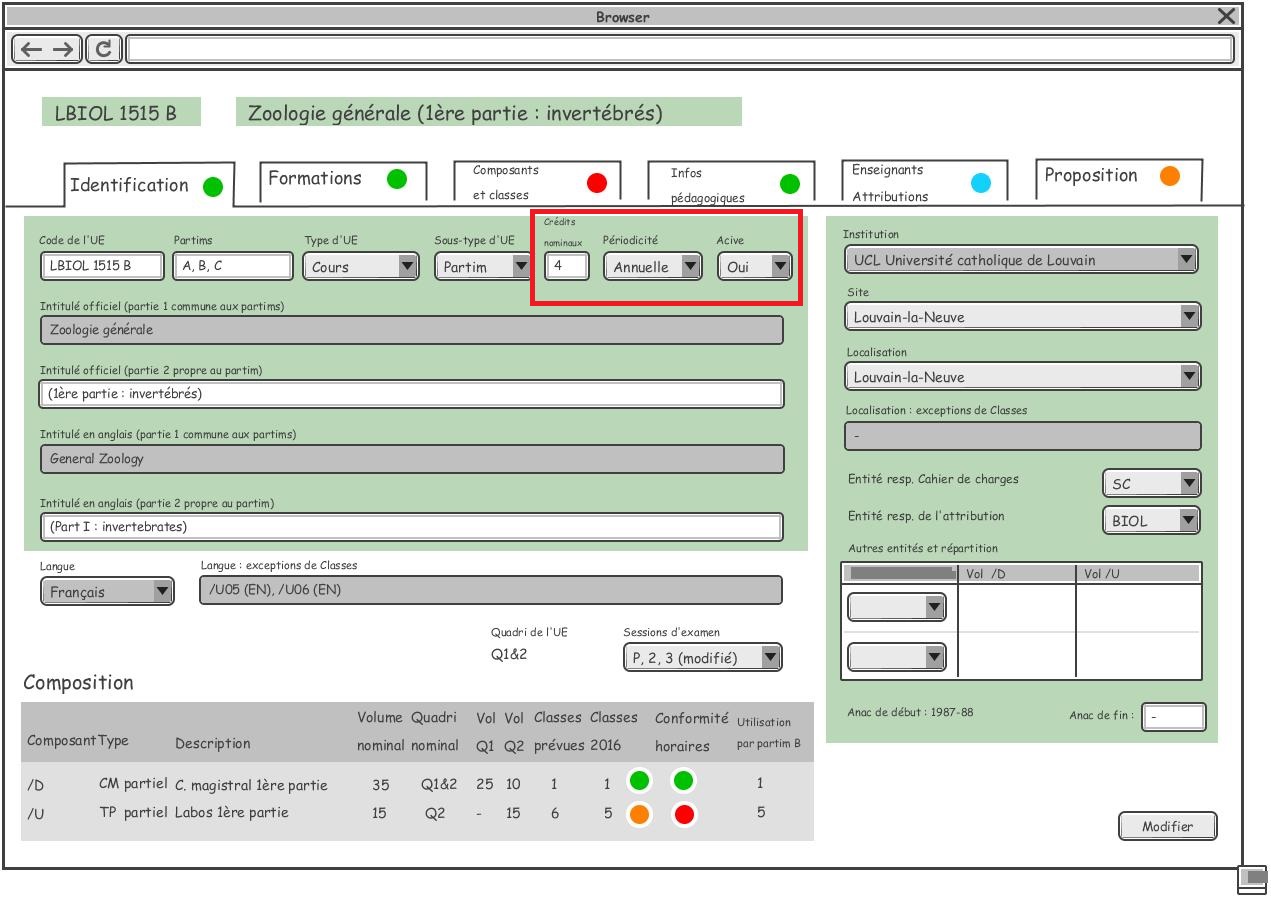 Browser
LBIOL 1515 B
Zoologie générale (1ère partie : invertébrés)
Identification
Formations
Composants
et classes
Infos
pédagogiques
Enseignants
Attributions
Proposition
Code de l'UE
Partims
Type d'UE
Sous-type d'UE
Crédits
nominaux
Périodicité
Acive
LBIOL 1515 B
A, B, C
Cours
Partim
4
Annuelle
Oui
Intitulé officiel (partie 1 commune aux partims)
Zoologie générale
Intitulé officiel (partie 2 propre au partim)
(1ère partie : invertébrés)
Intitulé en anglais (partie 1 commune aux partims)
General Zoology
Intitulé en anglais (partie 2 propre au partim)
(Part I : invertebrates)
Langue
Français
Langue : exceptions de Classes
/U05 (EN), /U06 (EN)
Quadri de l'UE
Q1&2
Sessions d'examen
P, 2, 3 (modifié)
Institution
UCL Université catholique de Louvain
Site
Louvain-la-Neuve
Localisation
Louvain-la-Neuve
Localisation : exceptions de Classes
-
Entité resp. Cahier de charges
SC
Entité resp. de l'attribution
BIOL
Autres entités et répartition
Vol /D
Vol /U
Anac de début : 1987-88
Anac de fin :
-
Composition
Composant Type Description Volume nominal Quadri nominal Vol Q1 Vol Q2 Classes prévues Classes 2016 Conformité horaires Utilisation par partim B
/D CM partiel C. magistral 1ère partie 35 Q1&2 25 10 1 1 1
/U TP partiel Labos 1ère partie 15 Q2 - 15 6 5 5
Modifier